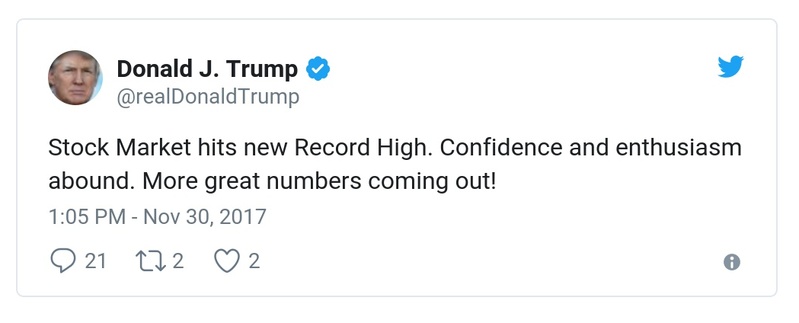 Donald J. Trump
@realDonaldTrump
Stock Market hits new Record High. Confidence and enthusiasm
abound. More great numbers coming out!
1:05 PM - Nov 30, 2017
21 2 2